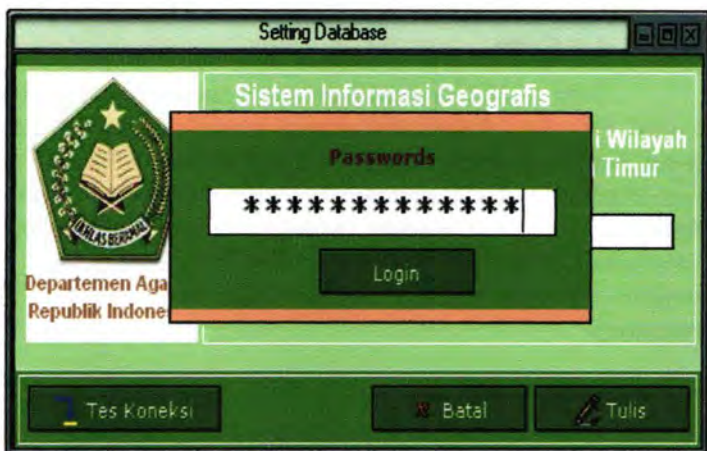 Setting Database
Sistem Informasi Geografis
i Wilayah
Timur
Passwords
*************
Login
IKHLAS BERAMAL
Departemen Aga
Republik Indone
Tes Koneksi
Batal
Tulis